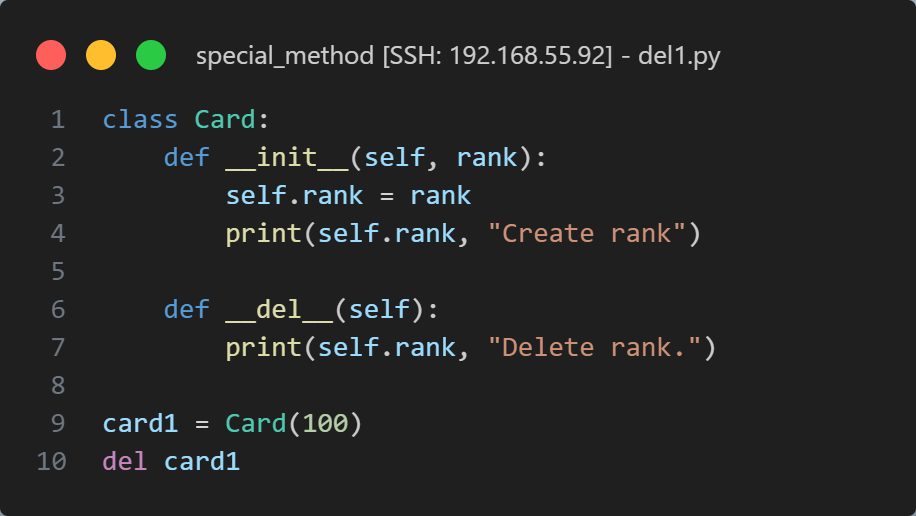 special_method [SSH: 192.168.55.92] - del1.py
1 class Card:
2     def __init__(self, rank):
3         self.rank = rank
4         print(self.rank, "Create rank")
5
6     def __del__(self):
7         print(self.rank, "Delete rank.")
8
9 card1 = Card(100)
10 del card1